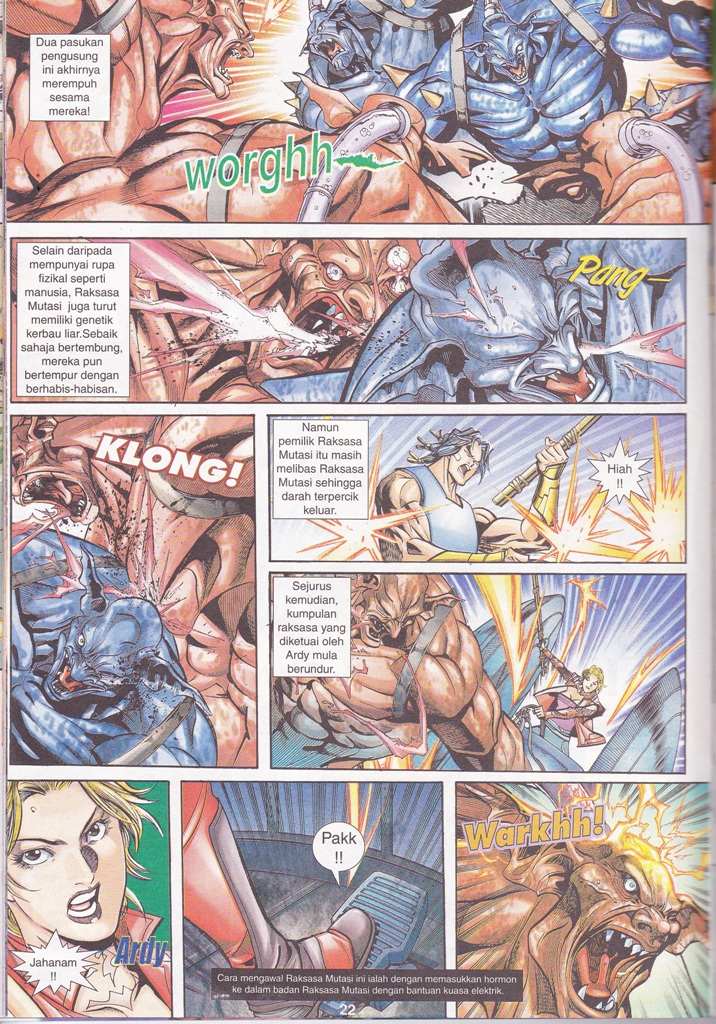 Dua pasukan
pengusung
ini akhirnya
merempuh
sesama
mereka!
worghh
Selain daripada
mempunyai rupa
fizikal seperti
manusia, Raksasa
Mutasi juga turut
memiliki genetik
kerbau liar.Sebaik
sahaja bertembung,
mereka pun
bertempur dengan
berhabis-habisan.
Pang
KLONG!
Namun
pemilik Raksasa
Mutasi itu masih
melibas Raksasa
Mutasi sehingga
darah terpercik
keluar.
Hiah
!!
Sejurus
kemudian,
kumpulan
raksasa yang
diketuai oleh
Ardy mula
berundur.
Jahanam
!!
Ardy
Pakk
!!
Cara mengawal Raksasa Mutasi ini ialah dengan memasukkan hormon
ke dalam badan Raksasa Mutasi dengan bantuan kuasa elektrik.
Warkhh!
22